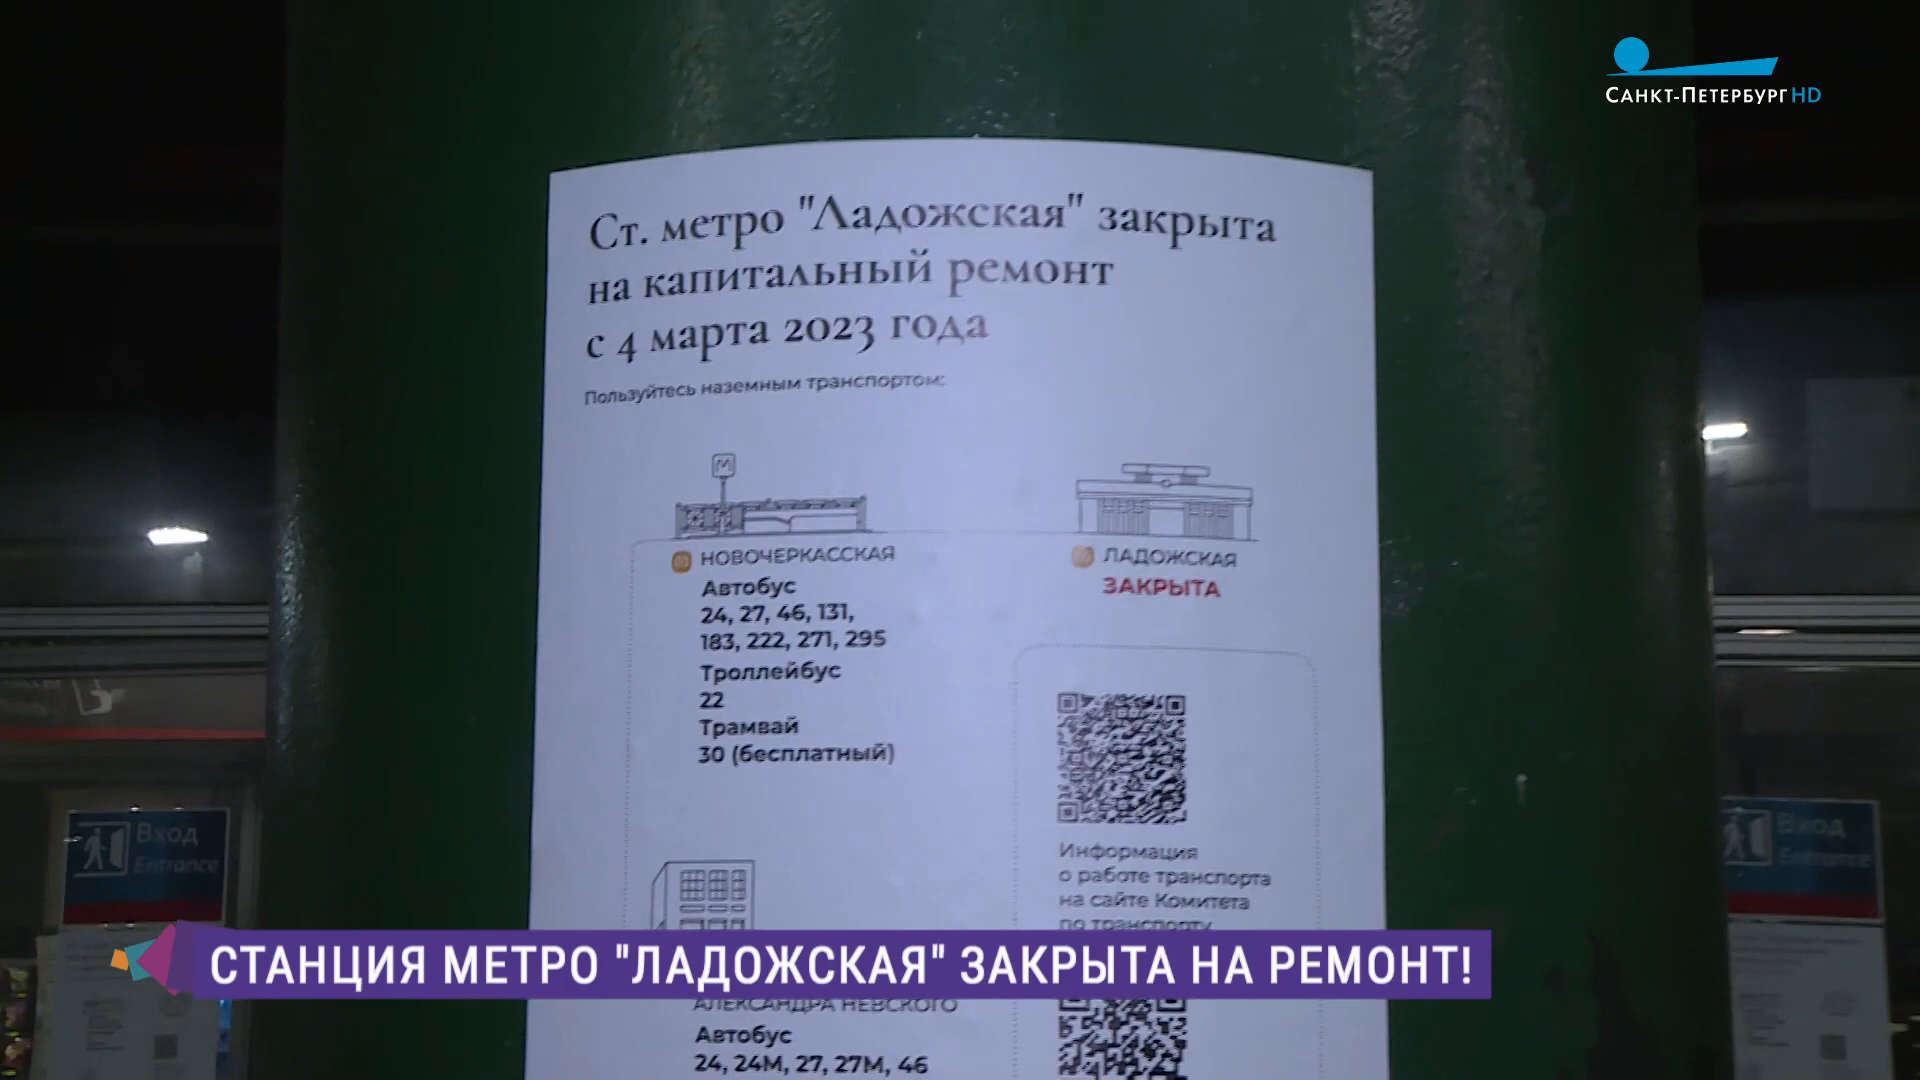 САНКТ-ПЕТЕРБУРГ HD
Ст. метро "Ладожская" закрыта
на капитальный ремонт
с 4 марта 2023 года
Пользуйтесь наземным транспортом:
М
НОВОЧЕРКАССКАЯ
Автобус
24, 27, 46, 131,
183, 222, 271, 295
Троллейбус
22
Трамвай
30 (бесплатный)
ЛАДОЖСКАЯ
ЗАКРЫТА
Информация
о работе транспорта
на сайте Комитета
по транспорту
Вход
Entrance
Вход
Entrance
СТАНЦИЯ МЕТРО "ЛАДОЖСКАЯ" ЗАКРЫТА НА РЕМОНТ!
АЛЕКСАНДРА НЕВСКОГО
Автобус
24, 24М, 27, 27М, 46